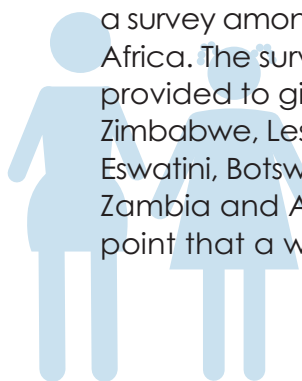 a survey amon
Africa. The surv
provided to gi
Zimbabwe, Les
Eswatini, Botsw
Zambia and A
point that a w